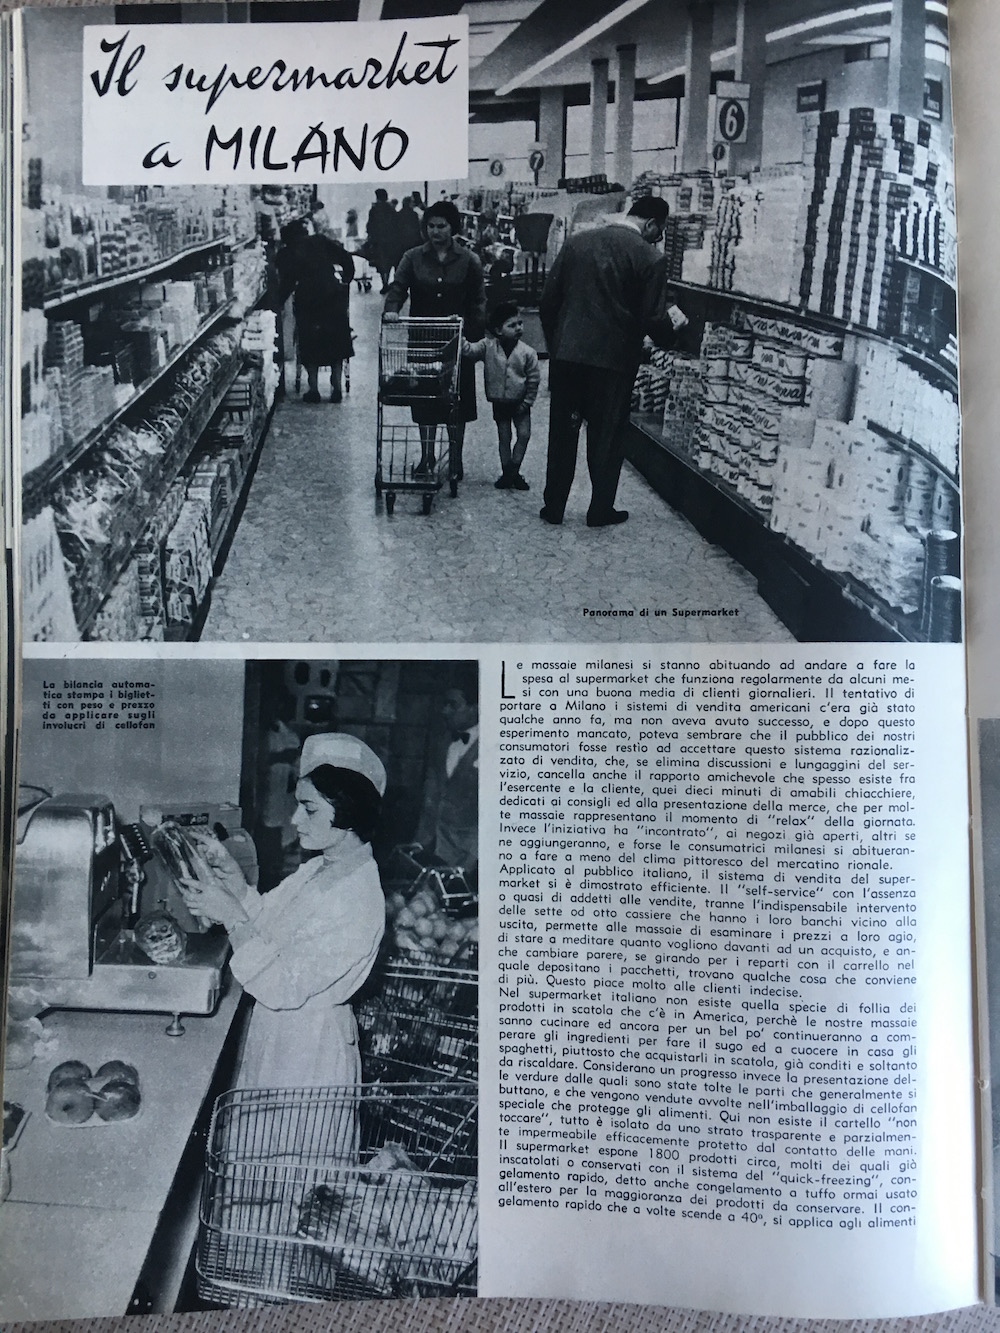 Il supermarket
a MILANO
8
7
6
Panorama di un Supermarket
La bilancia automa-
tica stampa i bigliet-
ti con peso e prezzo
da applicare sugli
involucri di cellofan
Le mossaie milanesi si stanno abituando ad andare a fare la
spesa al supermarket che funziona regolarmente da alcuni me-
si con una buona media di clienti giornalieri. Il tentativo di
portare a Milano i sistemi di vendita americani c'era già stato
qualche anno fa, ma non aveva avuto successo, e dopo questo
esperimento mancato, poteva sembrare che il pubblico dei nostri
consumatori fosse restìo ad accettare questo sistema razionaliz-
zato di vendita, che, se elimina discussioni e lungaggini del ser-
vizio, cancella anche il rapporto amichevole che spesso esiste fra
l'esercente e la cliente, quei dieci minuti di amabili chiacchiere,
dedicati ai consigli ed alla presentazione della merce, che per mol-
te massaie rappresentano il momento di "relax" della giornata.
Invece l'iniziativa ha "incontrato", ai negozi già aperti, altri se
ne aggiungeranno, e forse le consumatrici milanesi si abitueran-
no a fare a meno del clima pittoresco del mercatino rionale.
Applicato al pubblico italiano, il sistema di vendita del super-
market si è dimostrato efficiente. Il "self-service" con l'assenza
o quasi di addetti alle vendite, tranne l'indispensabile intervento
delle sette od otto cassiere che hanno i loro banchi vicino alla
uscita, permette alle massaie di esaminare i prezzi a loro agio,
di stare a meditare quanto vogliono davanti ad un acquisto, e an-
che cambiare parere, se girando per i reparti con il carrello nel
quale depositano i pacchetti, trovano qualche cosa che conviene
di più. Questo piace molto alle clienti indecise.
Nel supermarket italiano non esiste quella specie di follia dei
prodotti in scatola che c'è in America, perchè le nostre massaie
sanno cucinare ed ancora per un bel po' continueranno a com-
perare gli ingredienti per fare il sugo ed a cuocere in casa gli
spaghetti, piuttosto che acquistarli in scatola, già conditi e soltanto
da riscaldare. Considerano un progresso invece la presentazione del-
le verdure dalle quali sono state tolte le parti che generalmente si
buttano, e che vengono vendute avvolte nell'imballaggio di cellofan
speciale che protegge gli alimenti. Qui non esiste il cartello "non
toccare", tutto è isolato da uno strato trasparente e parzialmen-
te impermeabile efficacemente protetto dal contatto delle mani.
Il supermarket espone 1800 prodotti circa, molti dei quali già
inscatolati o conservati con il sistema del "quick-freezing", con-
gelamento rapido, detto anche congelamento a tuffo ormai usato
all'estero per la maggioranza dei prodotti da conservare. Il con-
gelamento rapido che a volte scende a 40°, si applica agli alimenti